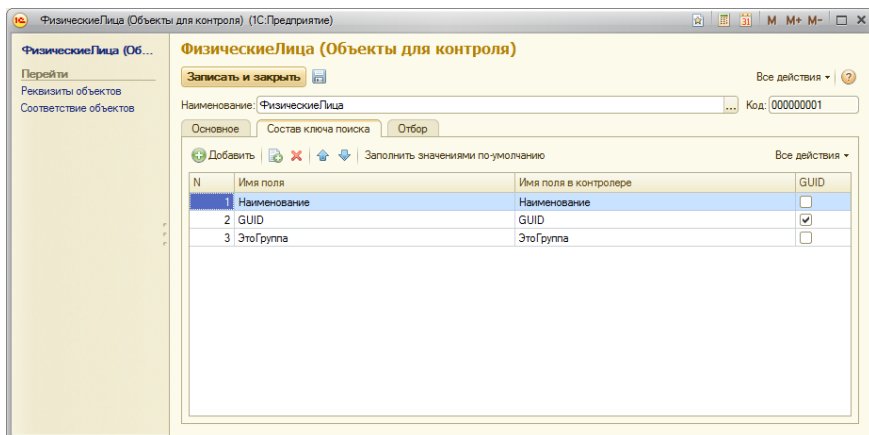 ФизическиеЛица (Объекты для контроля) (1С:Предприятие)
31 M M+ M-
ФизическиеЛица (Об...
Перейти
Реквизиты объектов
Соответствие объектов
ФизическиеЛица (Объекты для контроля)
Записать и закрыть
Все действия
Наименование: ФизическиеЛица ... Код: 000000001
Основное Состав ключа поиска Отбор
Добавить Заполнить значениями по-умолчанию Все действия
N Имя поля Имя поля в контролере GUID
1 Наименование Наименование
2 GUID GUID
3 ЭтоГруппа ЭтоГруппа